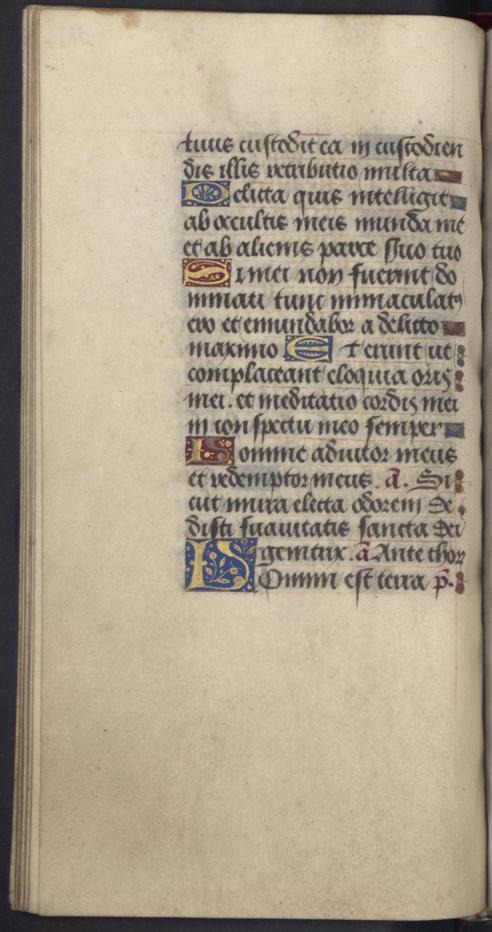 tuus custodit ea in custodien
dis illis retributio multa
Delicta quis intelligit
ab occultis meis munda me
et ab alienis parce servo tuo
Si mei non fuerint do
minati tunc immaculatus
ero et emundabor a delicto
maximo Et erunt ut
complaceant eloquia oris
mei. et meditatio cordis mei
in conspectu meo semper
Domine adiutor meus
et redemptor meus. a. Si
cut mirra electa odorem de
disti suavitatis sancta dei
genitrix. a Ante thor
Domini est terra p.